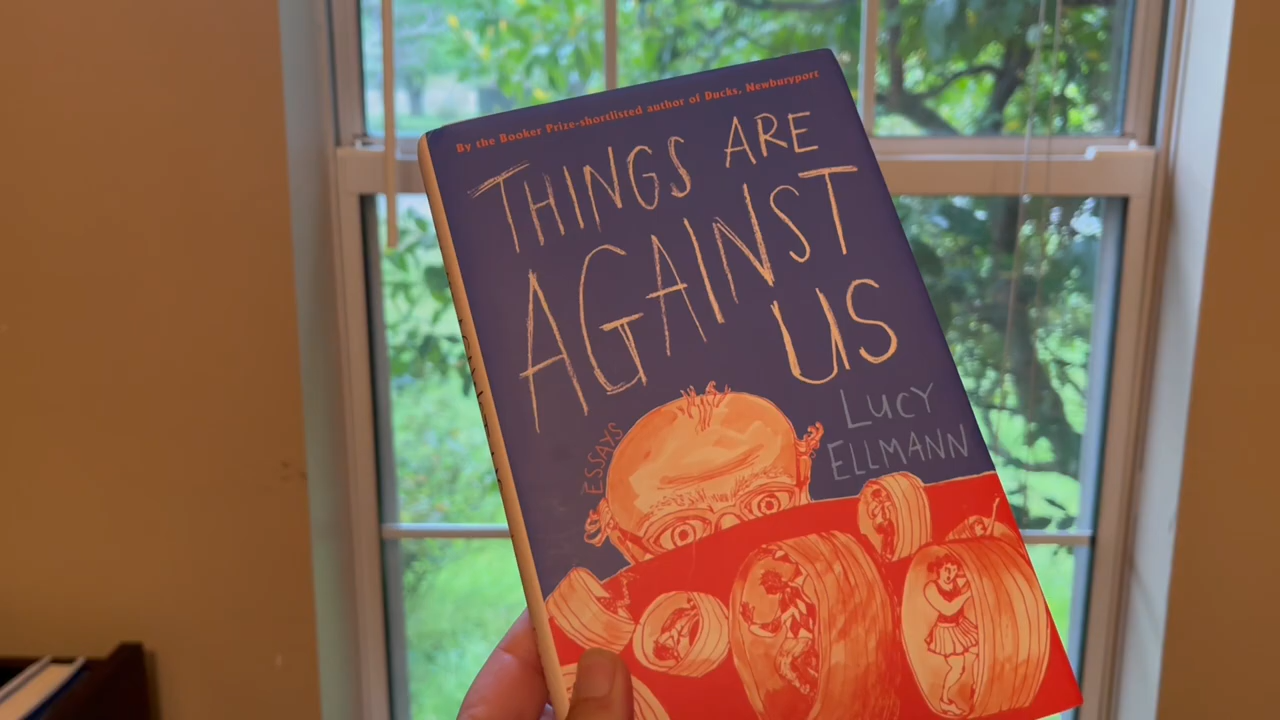 By the Booker Prize-shortlisted author of Ducks, Newburyport
THINGS ARE
AGAINST
US
LUCY
ELLMANN
ESSAYS